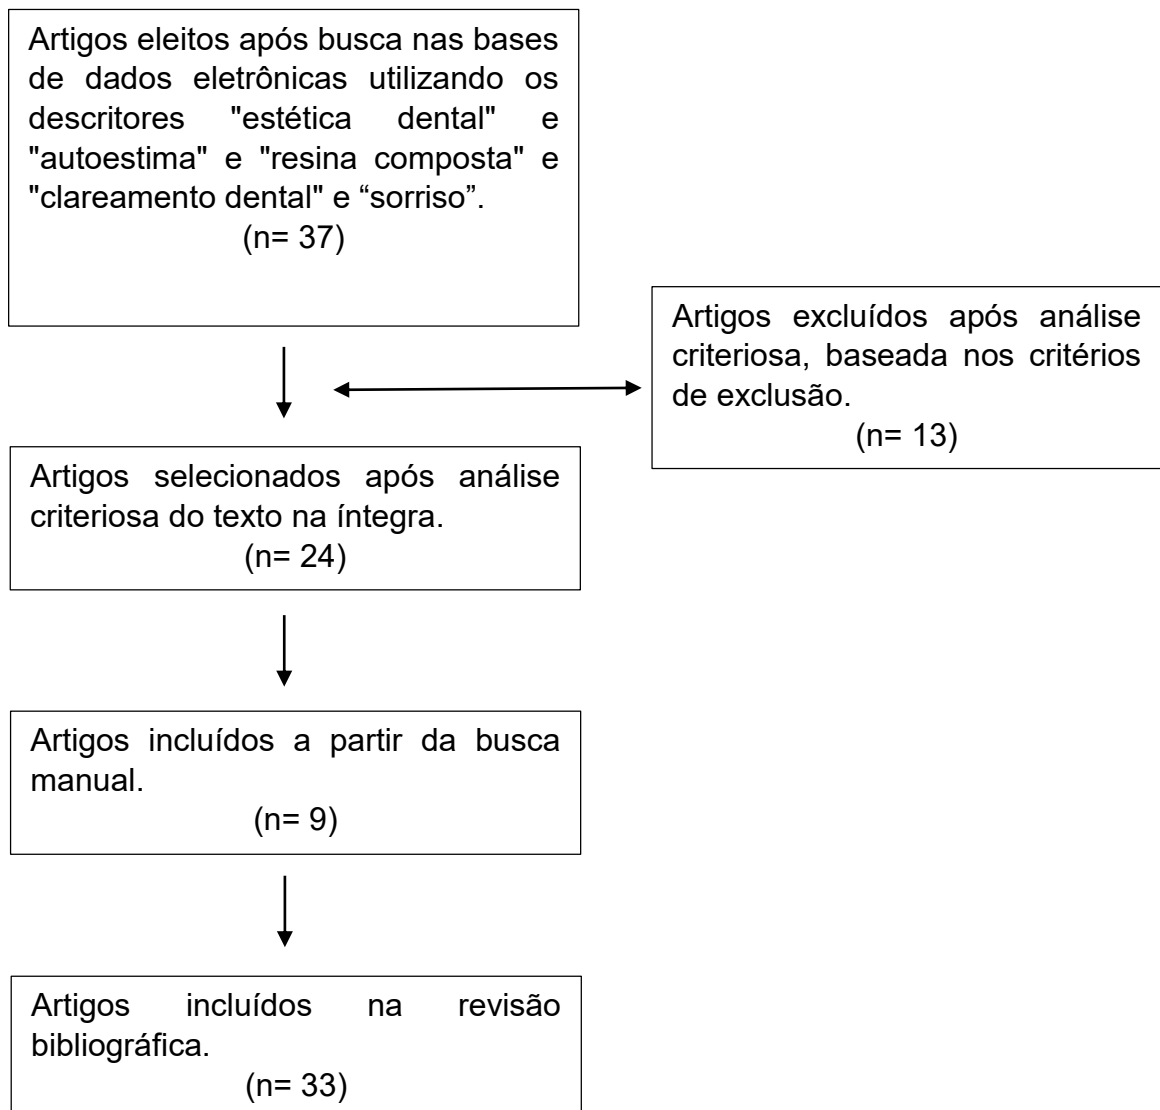 Artigos eleitos após busca nas bases
de dados eletrônicas utilizando os
descritores "estética dental" e
"autoestima" e "resina composta" e
"clareamento dental" e “sorriso”.
(n= 37)
Artigos excluídos após análise
criteriosa, baseada nos critérios
de exclusão.
(n= 13)
Artigos selecionados após análise
criteriosa do texto na íntegra.
(n= 24)
Artigos incluídos a partir da busca
manual.
(n= 9)
Artigos incluídos na revisão
bibliográfica.
(n= 33)